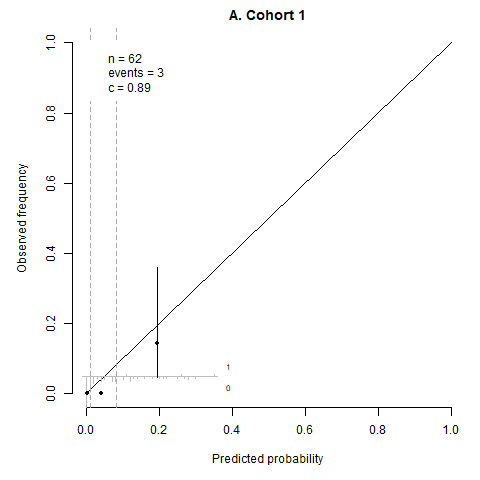 A. Cohort 1
n = 62
events = 3
c = 0.89
Observed frequency
1.0
0.8
0.6
0.4
0.2
0.0
1
0
0.0 0.2 0.4 0.6 0.8 1.0
Predicted probability